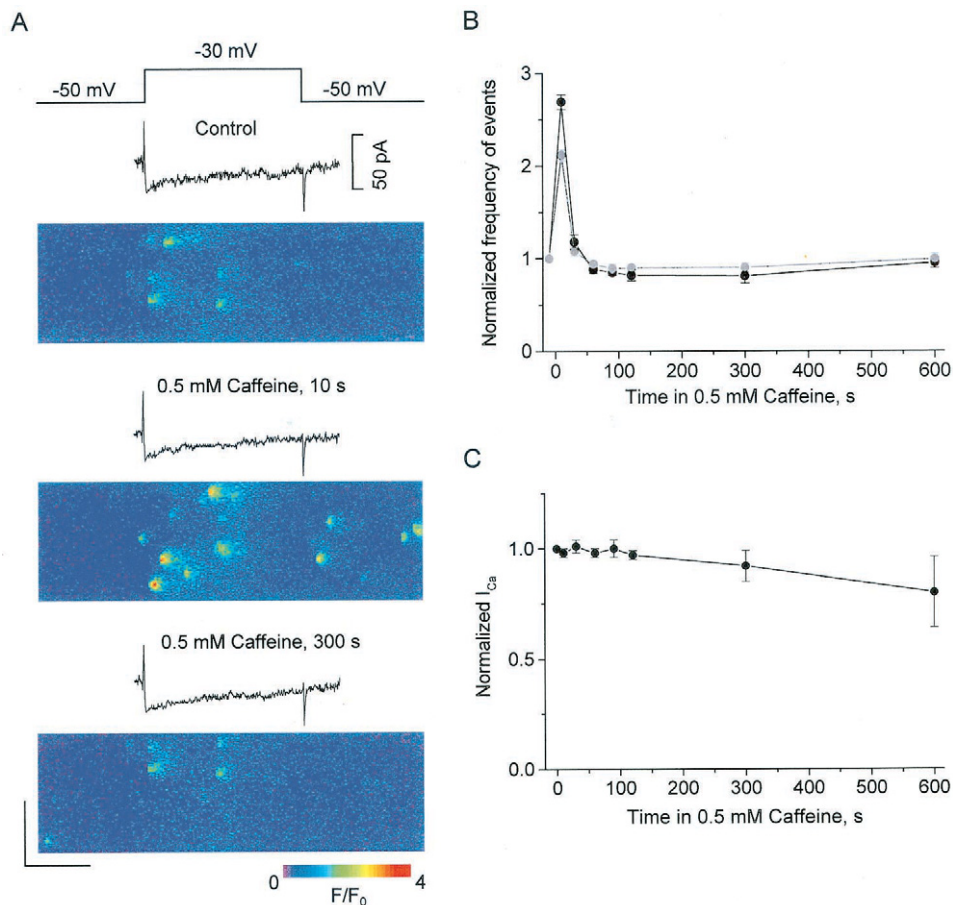 A
-30 mV
-50 mV
-50 mV
Control
50 pA
0.5 mM Caffeine, 10 s
0.5 mM Caffeine, 300 s
0
4
F/F₀
B
Normalized frequency of events
3
2
1
0
0 100 200 300 400 500 600
Time in 0.5 mM Caffeine, s
C
Normalized I_Ca
1.0
0.5
0.0
0 100 200 300 400 500 600
Time in 0.5 mM Caffeine, s